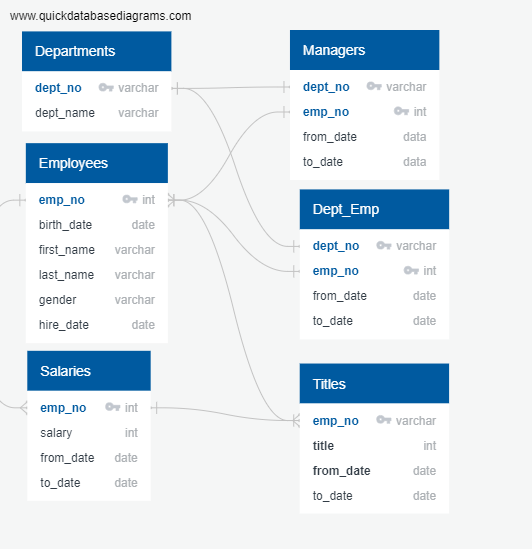 www.quickdatabasediagrams.com
Departments
dept_no varchar
dept_name varchar
Managers
dept_no varchar
emp_no int
from_date data
to_date data
Employees
emp_no int
birth_date date
first_name varchar
last_name varchar
gender varchar
hire_date date
Dept_Emp
dept_no varchar
emp_no int
from_date date
to_date date
Salaries
emp_no int
salary int
from_date date
to_date date
Titles
emp_no varchar
title int
from_date date
to_date date